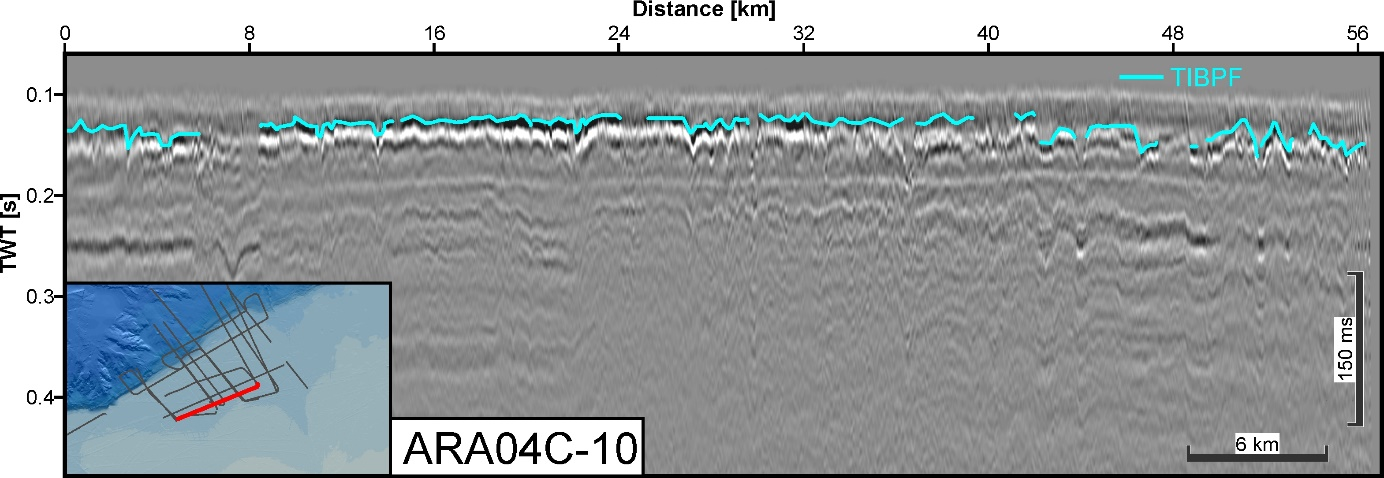 Distance [km]
0 8 16 24 32 40 48 56
TIBPF
0.1
0.2
TWT [s]
0.3
0.4
150 ms
6 km
ARA04C-10